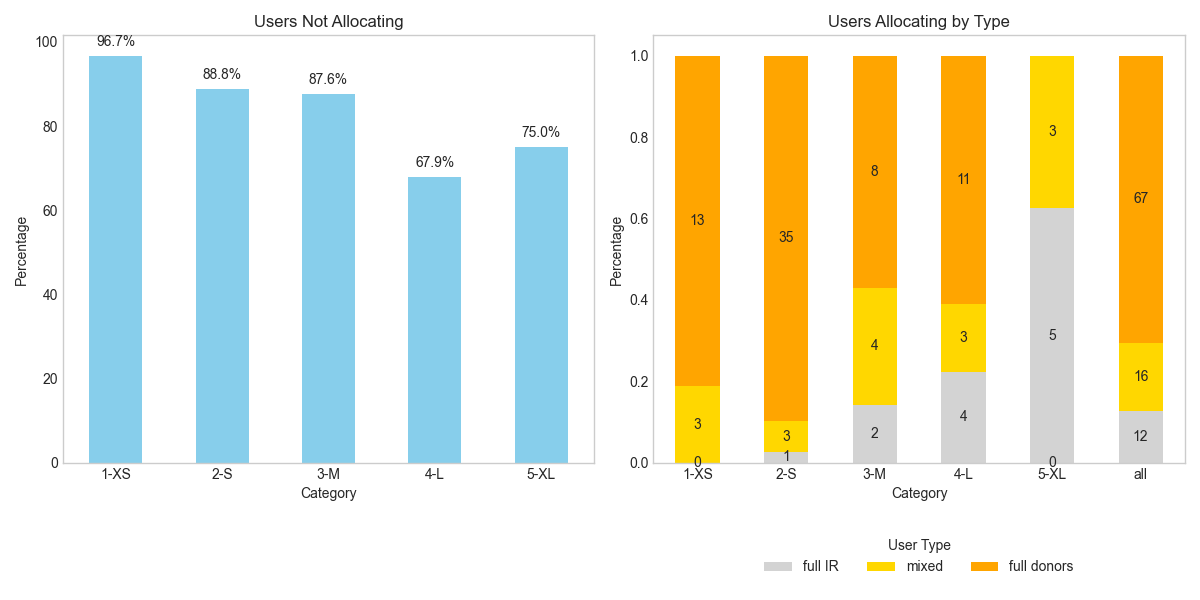 Users Not Allocating
Percentage
100
80
60
40
20
0
96.7%
88.8%
87.6%
67.9%
75.0%
1-XS
2-S
3-M
4-L
5-XL
Category
Users Allocating by Type
Percentage
1.0
0.8
0.6
0.4
0.2
0.0
13
3
0
35
3
1
8
4
2
11
3
4
3
5
0
67
16
12
1-XS
2-S
3-M
4-L
5-XL
all
Category
User Type
full IR
mixed
full donors